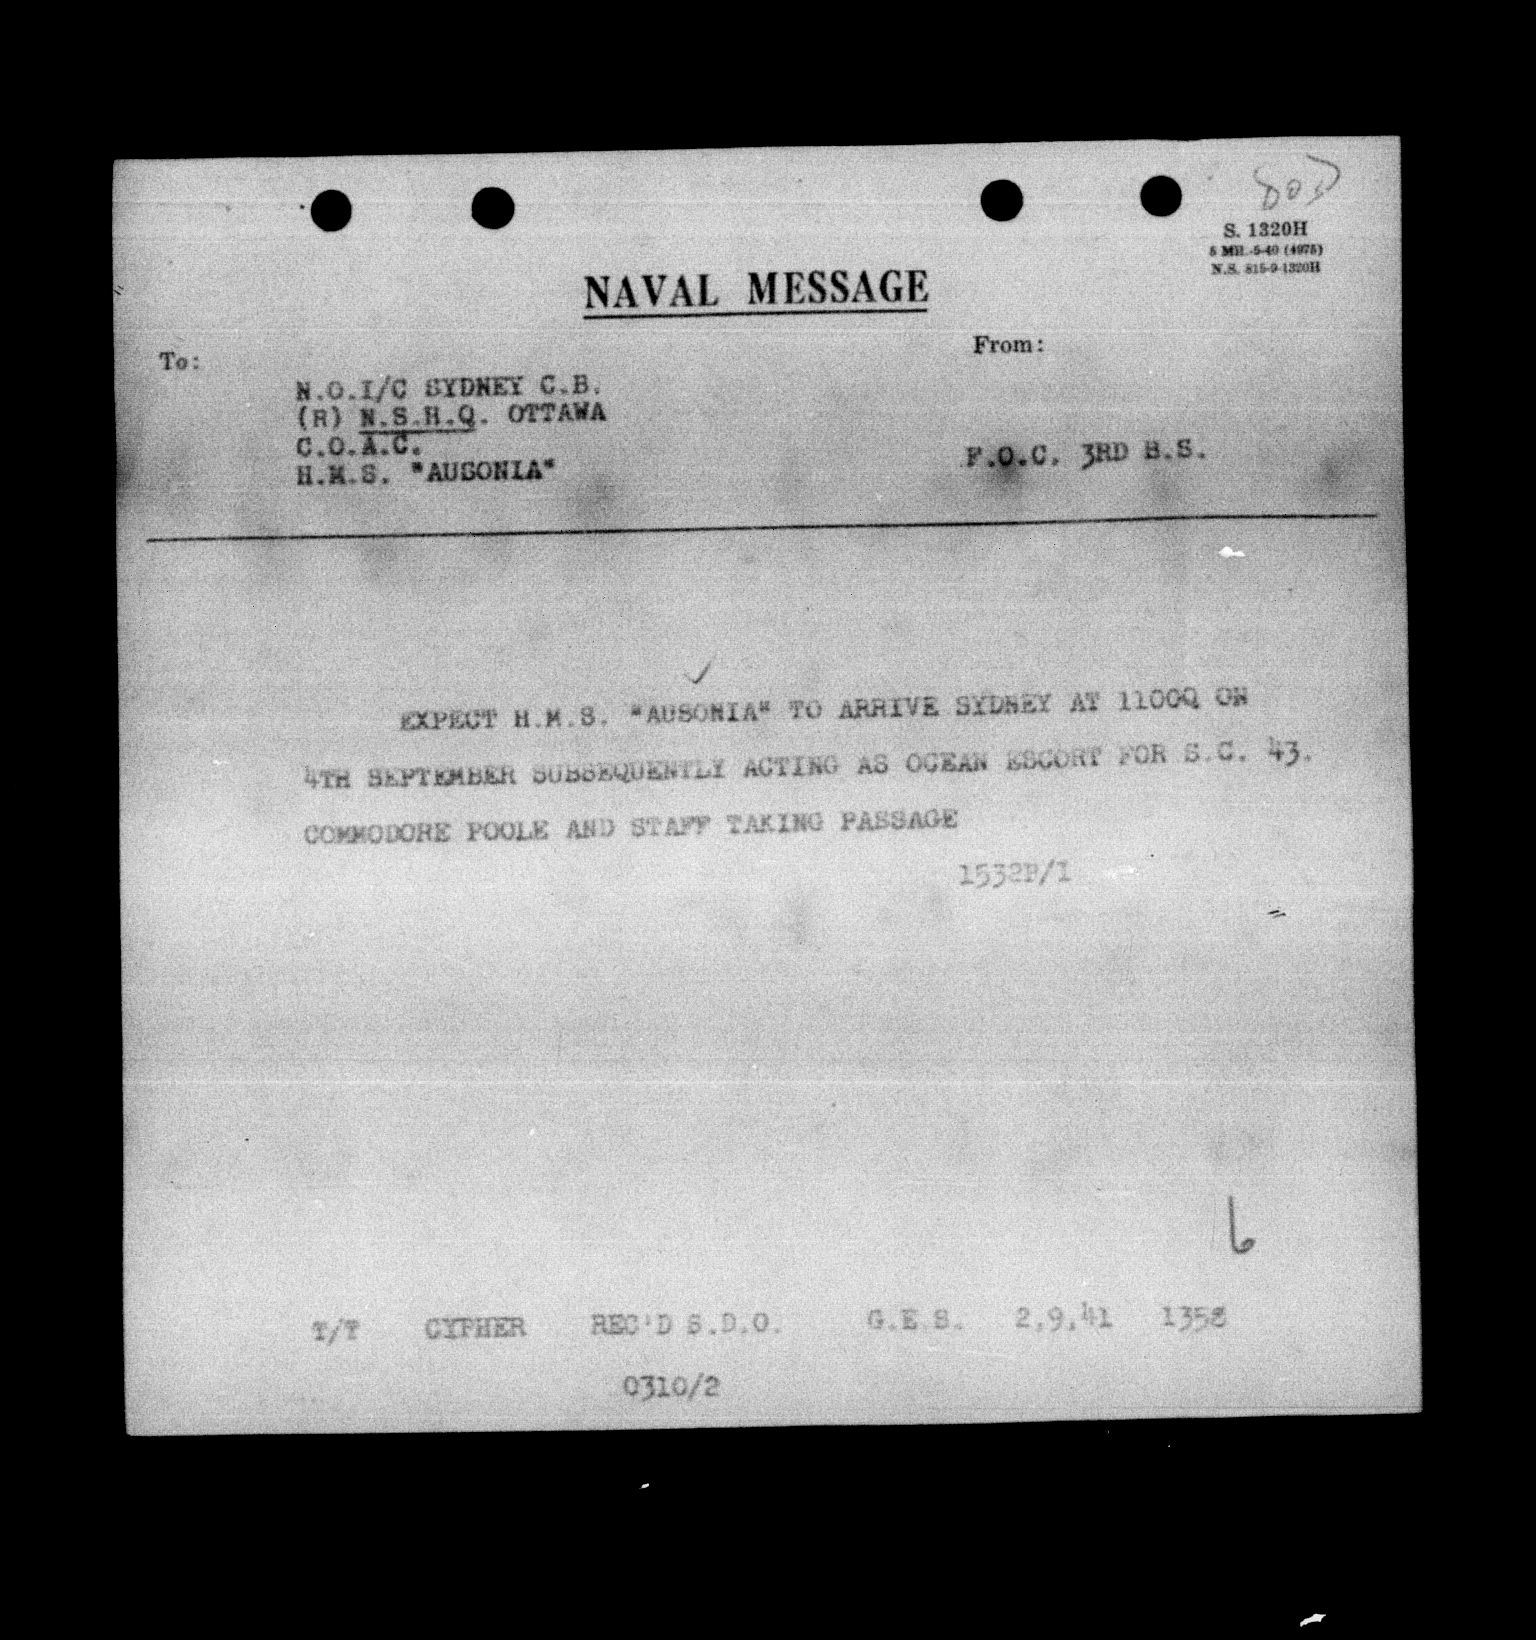 S. 1320H
5 MH.-5-40 (4975)
N.S. 815-9-1320H
NAVAL MESSAGE
To:
From:
N.O.I/C SYDNEY C.B.
(R) N.S.H.Q. OTTAWA
C.O.A.C.
H.M.S. "AUSONIA"
F.O.C. 3RD B.S.
EXPECT H.M.S. "AUSONIA" TO ARRIVE SYDNEY AT 1100Q ON
4TH SEPTEMBER SUBSEQUENTLY ACTING AS OCEAN ESCORT FOR S.C. 43.
COMMODORE POOLE AND STAFF TAKING PASSAGE
1532P/1
6
T/T CYPHER REC'D S.D.O. G.E.S. 2.9.41 1358
0310/2